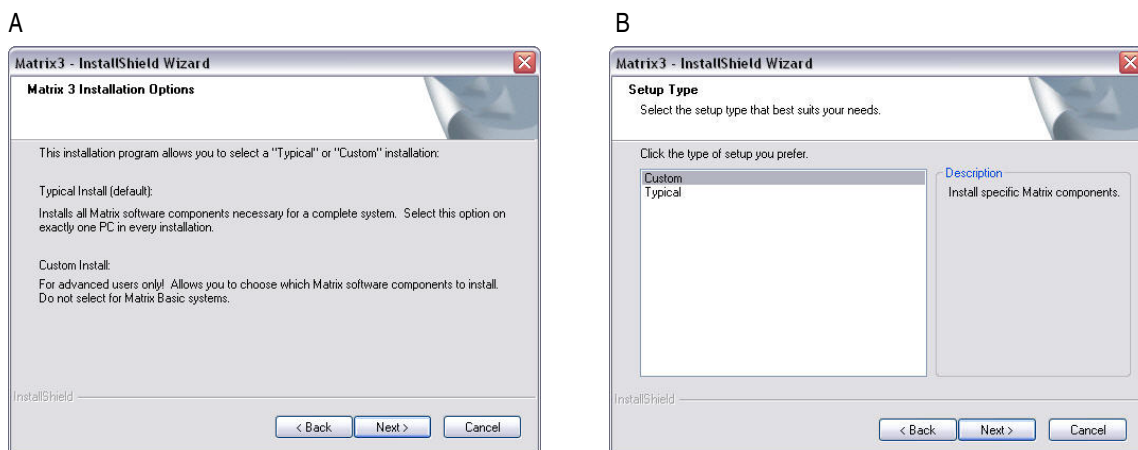 A
Matrix3 - InstallShield Wizard
Matrix 3 Installation Options
This installation program allows you to select a "Typical" or "Custom" installation:
Typical Install (default):
Installs all Matrix software components necessary for a complete system. Select this option on
exactly one PC in every installation.
Custom Install:
For advanced users only! Allows you to choose which Matrix software components to install.
Do not select for Matrix Basic systems.
InstallShield
< Back
Next >
Cancel
B
Matrix3 - InstallShield Wizard
Setup Type
Select the setup type that best suits your needs.
Click the type of setup you prefer.
Custom
Typical
Description
Install specific Matrix components.
InstallShield
< Back
Next >
Cancel